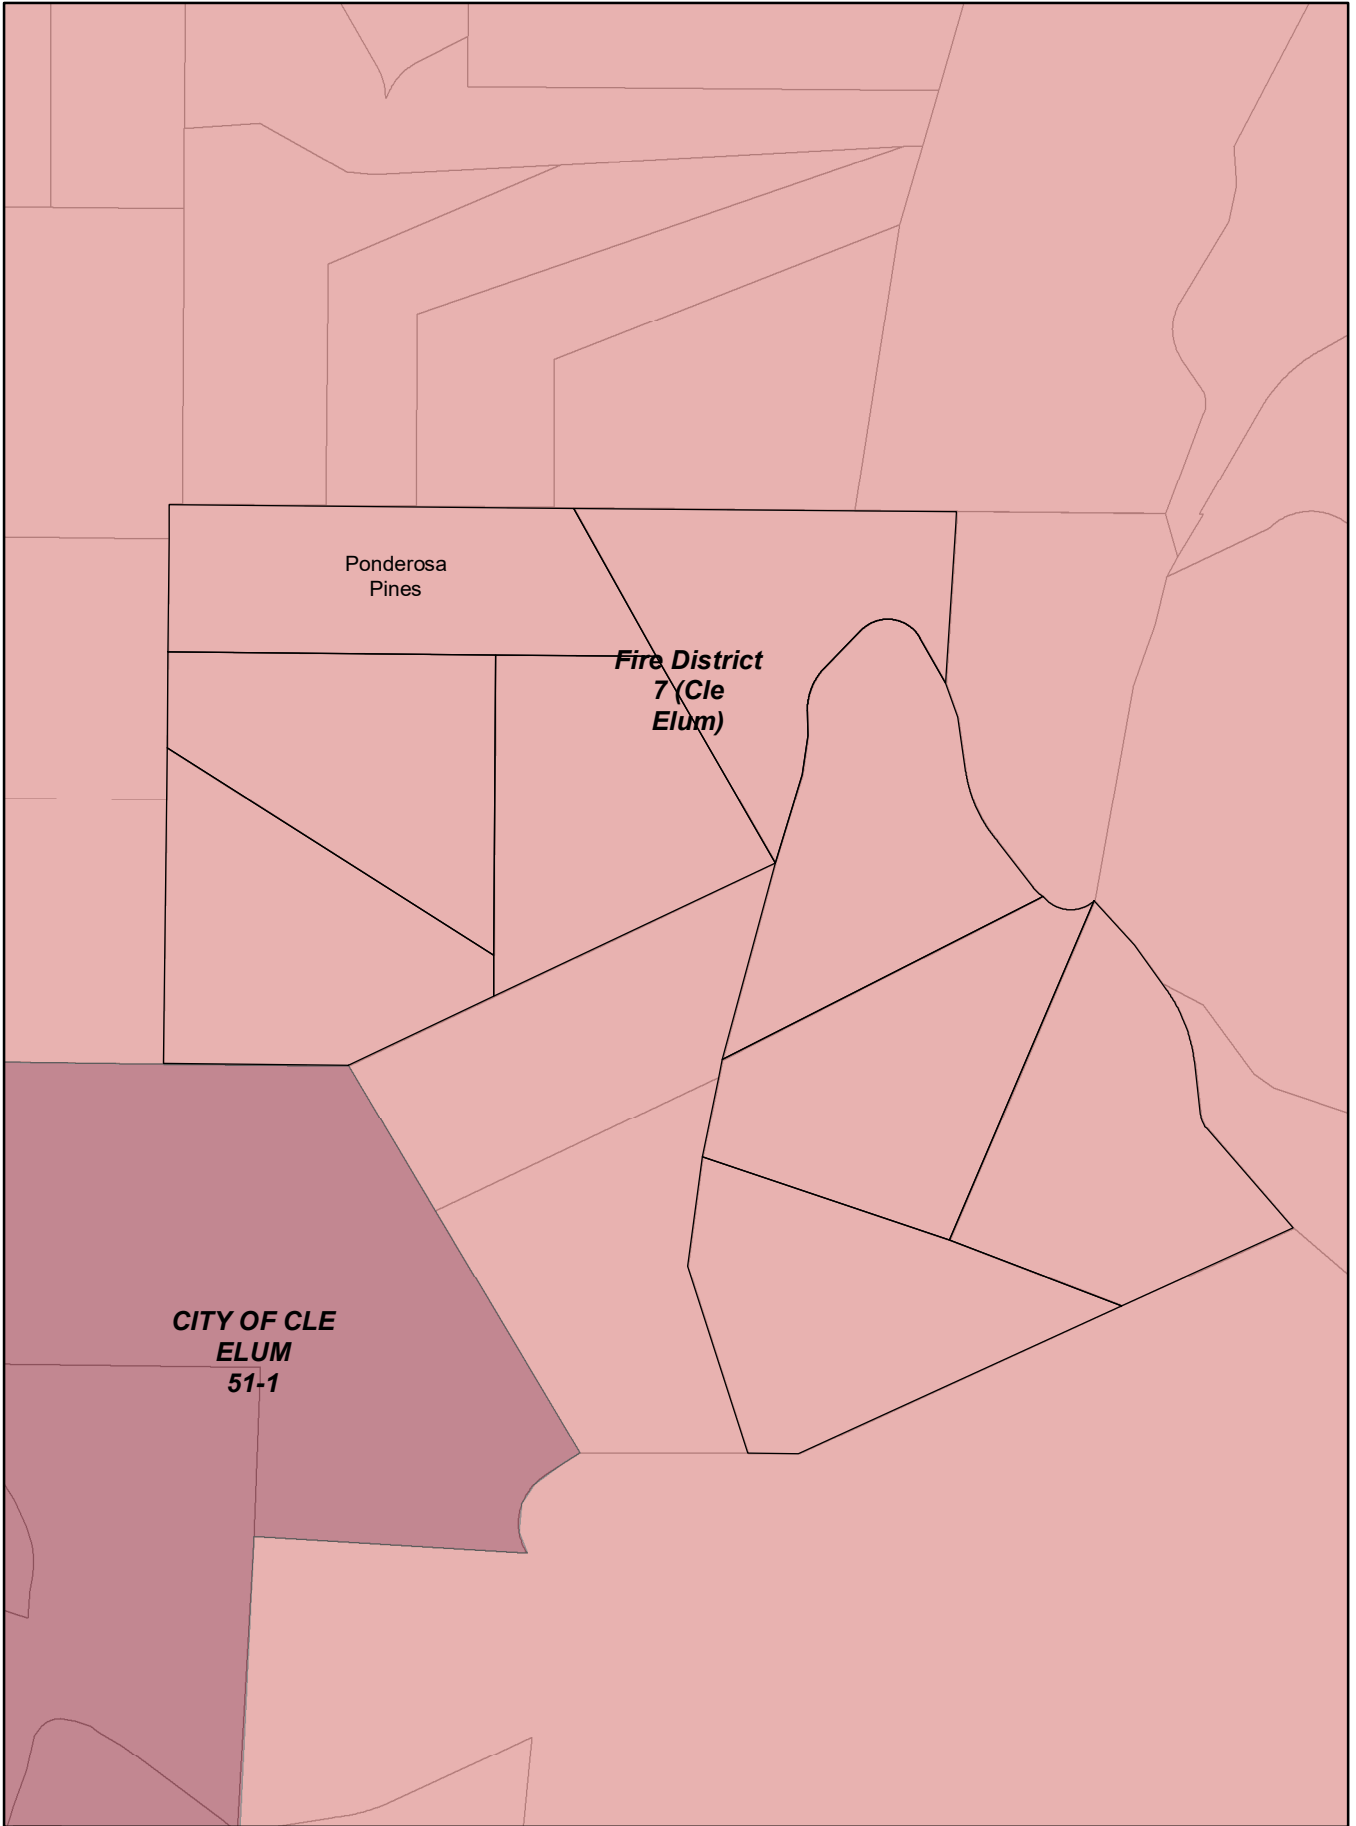 Ponderosa
Pines
Fire District
7 (Cle
Elum)
CITY OF CLE
ELUM
51-1